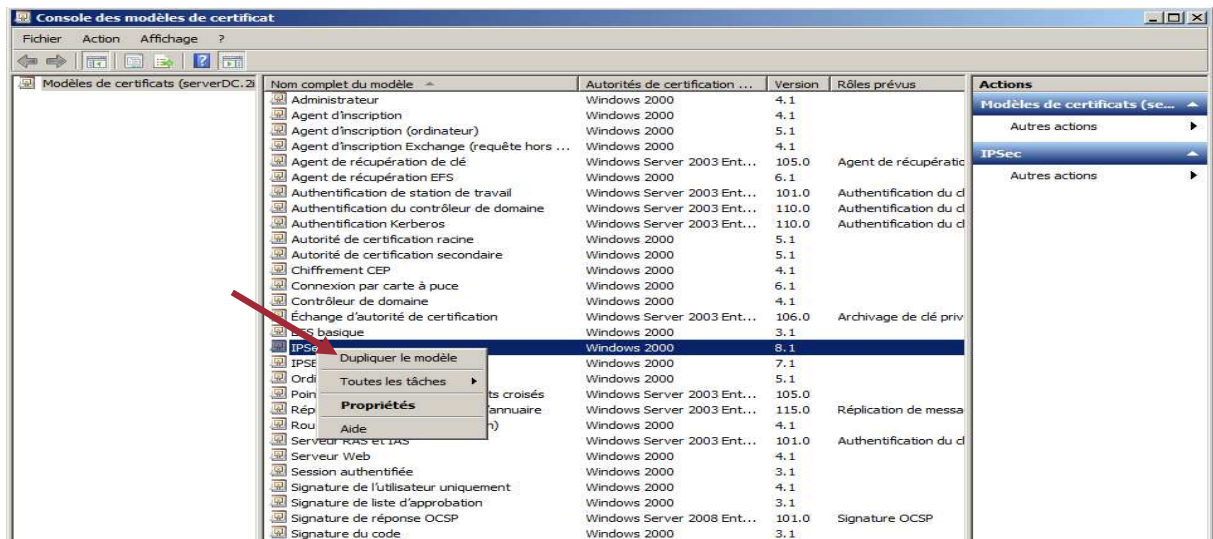 Console des modèles de certificat
Fichier Action Affichage ?
Modèles de certificats (serverDC.2i
Nom complet du modèle Autorités de certification ... Version Rôles prévus
Administrateur Windows 2000 4.1
Agent d'inscription Windows 2000 4.1
Agent d'inscription (ordinateur) Windows 2000 5.1
Agent d'inscription Exchange (requête hors ... Windows 2000 4.1
Agent de récupération de clé Windows Server 2003 Ent... 105.0 Agent de récupératic
Agent de récupération EFS Windows 2000 6.1
Authentification de station de travail Windows Server 2003 Ent... 101.0 Authentification du cl
Authentification du contrôleur de domaine Windows Server 2003 Ent... 110.0 Authentification du cl
Authentification Kerberos Windows Server 2003 Ent... 110.0 Authentification du cl
Autorité de certification racine Windows 2000 5.1
Autorité de certification secondaire Windows 2000 5.1
Chiffrement CEP Windows 2000 4.1
Connexion par carte à puce Windows 2000 6.1
Contrôleur de domaine Windows 2000 4.1
Échange d'autorité de certification Windows Server 2003 Ent... 106.0 Archivage de clé priv
EFS basique Windows 2000 3.1
IPSe Windows 2000 8.1
IPSE Windows 2000 7.1
Ordi Windows 2000 5.1
Poin ts croisés Windows Server 2003 Ent... 105.0
Rép 'annuaire Windows Server 2003 Ent... 115.0 Réplication de messa
Rou n) Windows 2000 4.1
Serveur RAS et IAS Windows Server 2003 Ent... 101.0 Authentification du cl
Serveur Web Windows 2000 4.1
Session authentifiée Windows 2000 3.1
Signature de l'utilisateur uniquement Windows 2000 4.1
Signature de liste d'approbation Windows 2000 3.1
Signature de réponse OCSP Windows Server 2008 Ent... 101.0 Signature OCSP
Signature du code Windows 2000 3.1
Dupliquer le modèle
Toutes les tâches
Propriétés
Aide
Actions
Modèles de certificats (se...
Autres actions
IPSec
Autres actions